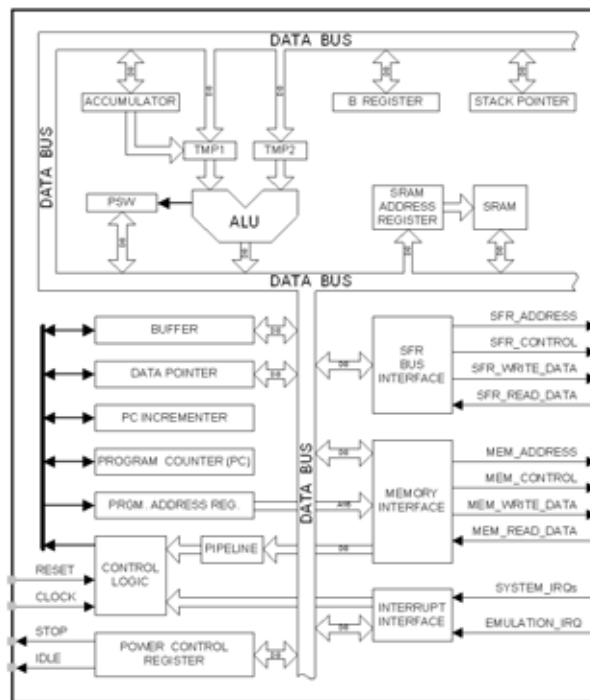 DATA BUS
ACCUMULATOR
B REGISTER
STACK POINTER
TMP1
TMP2
DATA BUS
PSW
ALU
SRAM
ADDRESS
REGISTER
SRAM
DATA BUS
BUFFER
DATA POINTER
PC INCREMENTER
PROGRAM COUNTER (PC)
PRGM. ADDRESS REG.
CONTROL
LOGIC
PIPELINE
POWER CONTROL
REGISTER
DATA BUS
SFR
BUS
INTERFACE
MEMORY
INTERFACE
INTERRUPT
INTERFACE
SFR_ADDRESS
SFR_CONTROL
SFR_WRITE_DATA
SFR_READ_DATA
MEM_ADDRESS
MEM_CONTROL
MEM_WRITE_DATA
MEM_READ_DATA
SYSTEM_IRQs
EMULATION_IRQ
RESET
CLOCK
STOP
IDLE